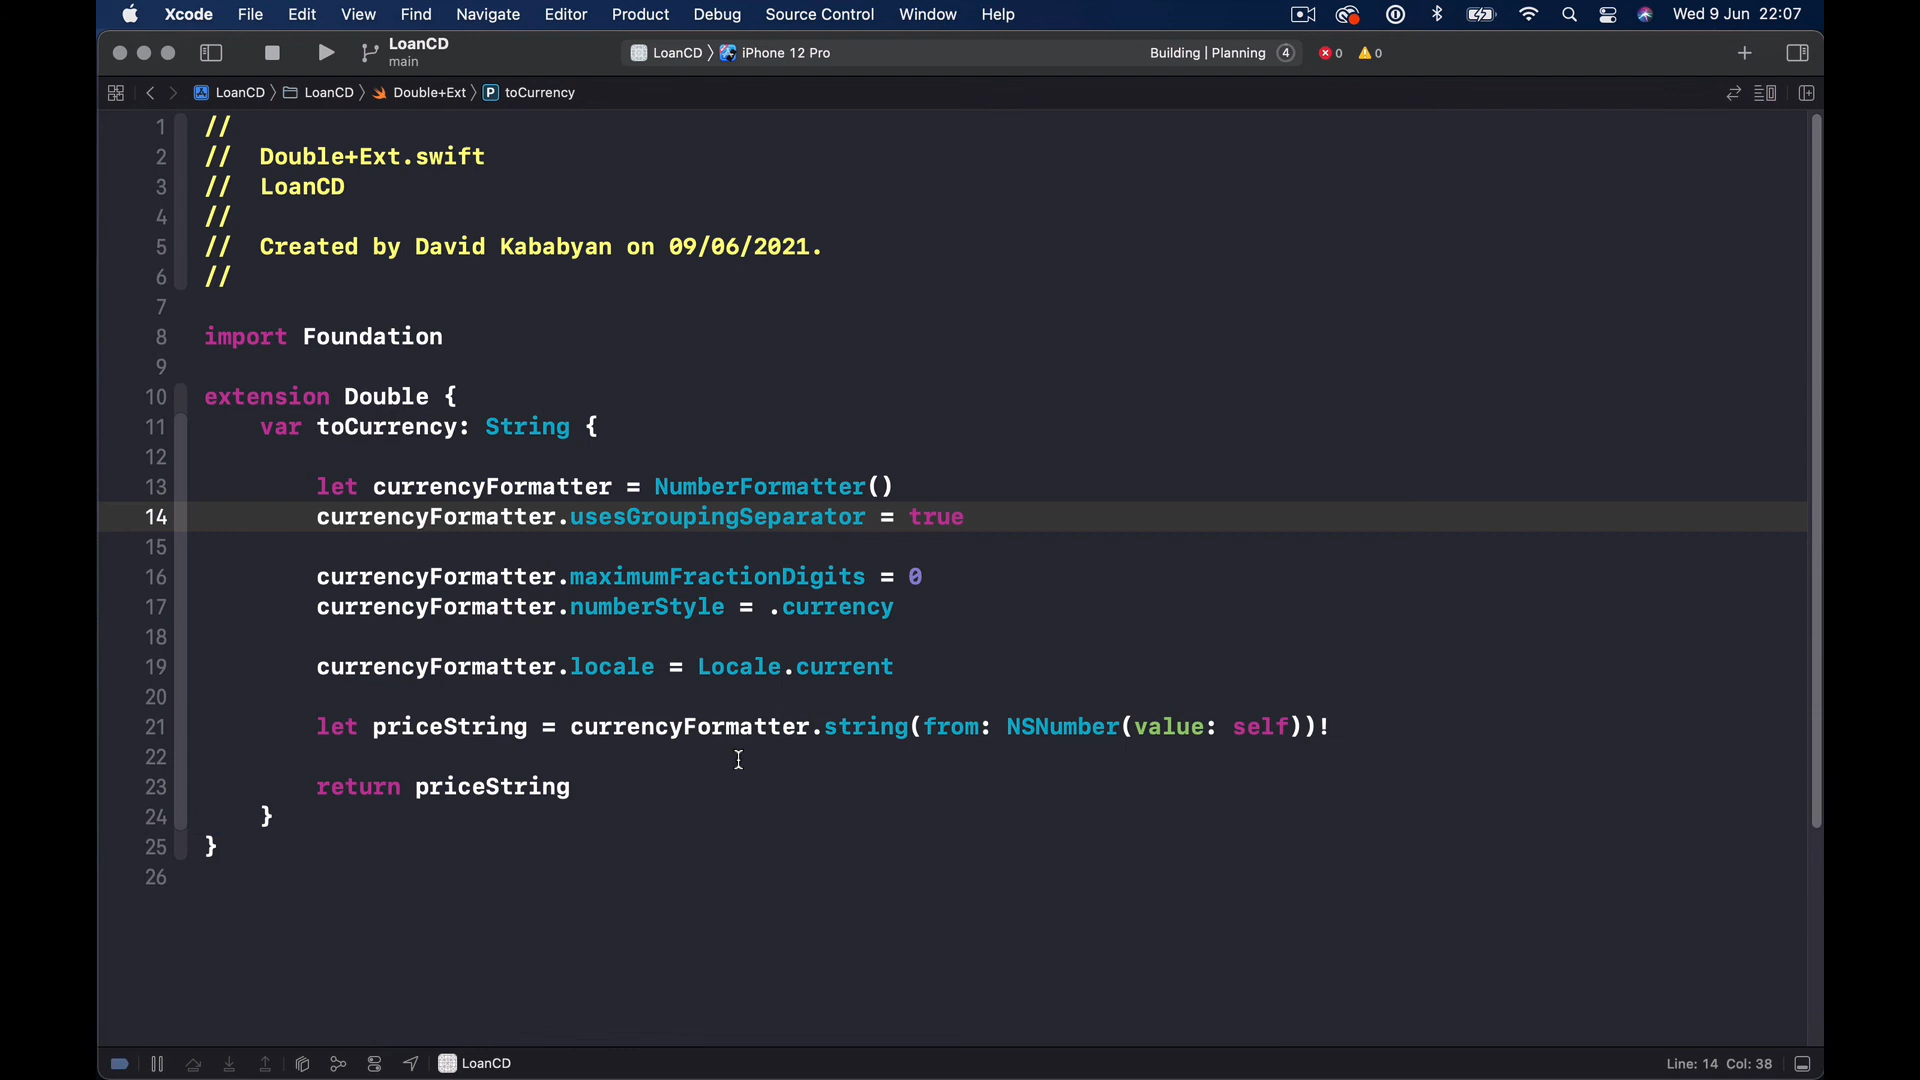 Xcode File Edit View Find Navigate Editor Product Debug Source Control Window Help Wed 9 Jun 22:07
LoanCD
main
LoanCD iPhone 12 Pro Building | Planning 4 0 0
LoanCD LoanCD Double+Ext P toCurrency
1 //
2 // Double+Ext.swift
3 // LoanCD
4 //
5 // Created by David Kababyan on 09/06/2021.
6 //
7
8 import Foundation
9
10 extension Double {
11 var toCurrency: String {
12
13 let currencyFormatter = NumberFormatter()
14 currencyFormatter.usesGroupingSeparator = true
15
16 currencyFormatter.maximumFractionDigits = 0
17 currencyFormatter.numberStyle = .currency
18
19 currencyFormatter.locale = Locale.current
20
21 let priceString = currencyFormatter.string(from: NSNumber(value: self))!
22
23 return priceString
24 }
25 }
26
LoanCD Line: 14 Col: 38